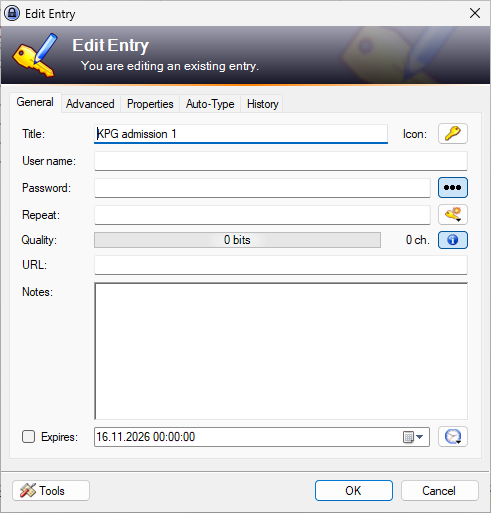 Edit Entry
Edit Entry
You are editing an existing entry.
General Advanced Properties Auto-Type History
Title: KPG admission 1 Icon:
User name:
Password:
Repeat:
Quality: 0 bits 0 ch.
URL:
Notes:
Expires: 16.11.2026 00:00:00
Tools OK Cancel